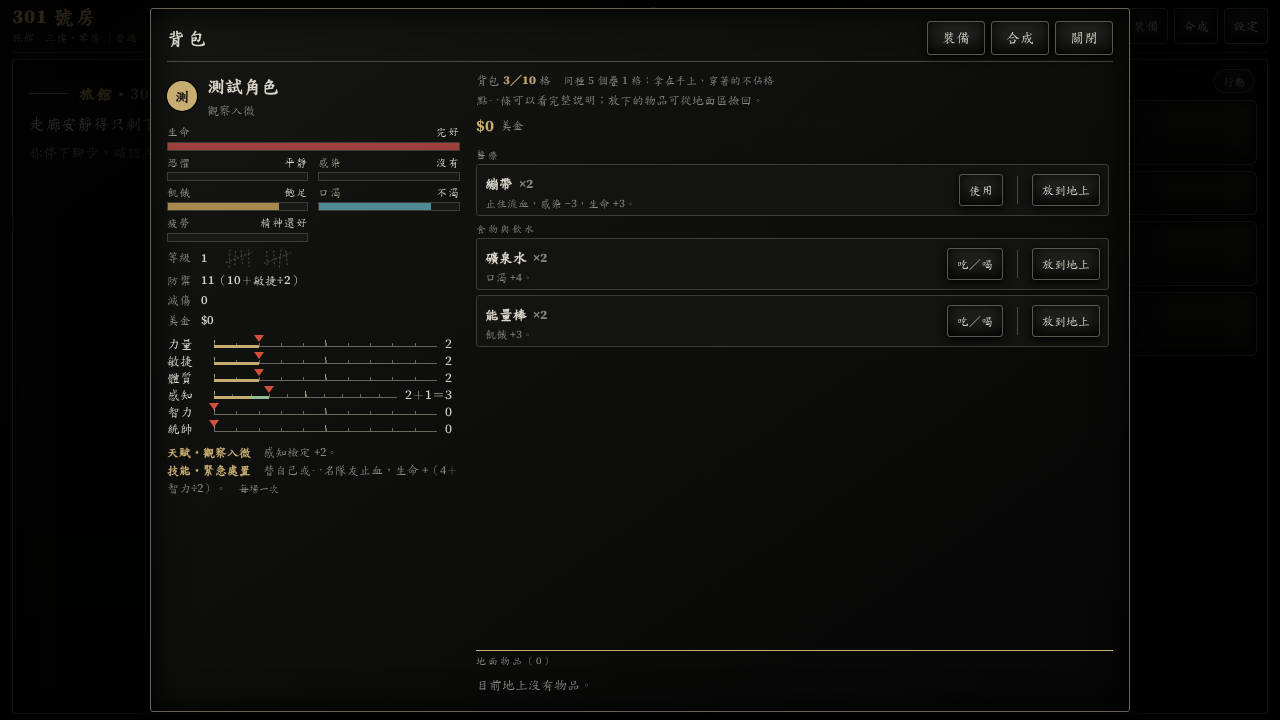 301 號房
旅館
三樓
背包
裝備
合成
關閉
裝備
合成
設定
行動
旅館・30
走廊安靜得只剩下
你停下腳步，確認
測
測試角色
觀察入微
生命 完好
恐懼 平靜 感染 沒有
飢餓 飽足 口渴 不渴
疲勞 精神還好
等級 1
防禦 11（10＋敏捷÷2）
減傷 0
美金 $0
力量 2
敏捷 2
體質 2
感知 2＋1＝3
智力 0
統帥 0
天賦・觀察入微 感知檢定 +2。
技能・緊急處置 替自己或一名隊友止血，生命＋（4＋
智力÷2）。 每場一次
背包 3／10 格 同種 5 個疊 1 格；拿在手上、穿著的不佔格
點一條可以看完整說明；放下的物品可從地面區撿回。
$0 美金
醫療
繃帶 ×2
止住流血，感染 −3，生命 +3。
使用
放到地上
食物與飲水
礦泉水 ×2
口渴 +4。
吃／喝
放到地上
能量棒 ×2
飢餓 +3。
吃／喝
放到地上
地面物品（0）
目前地上沒有物品。